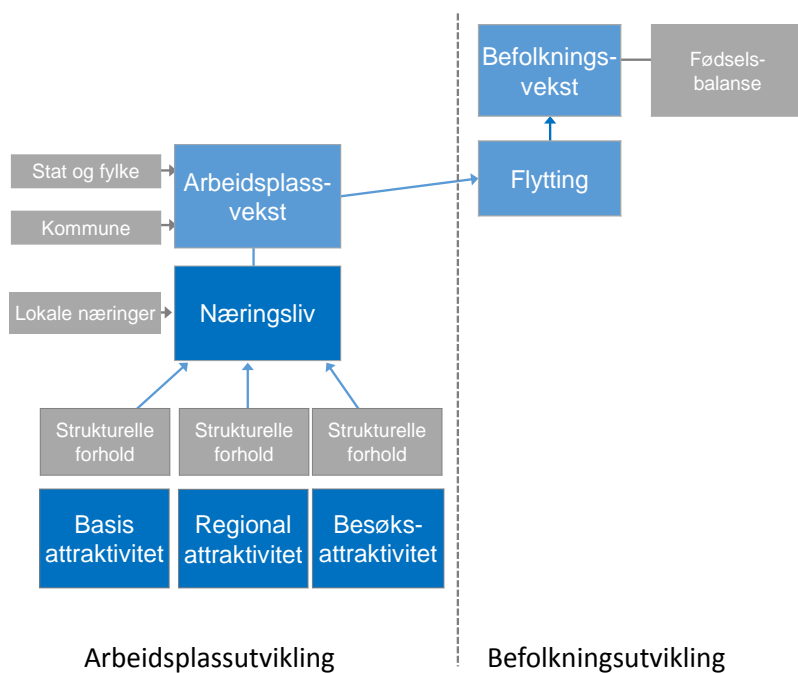 Befolknings-
vekst
Fødsels-
balanse
Stat og fylke
Kommune
Arbeidsplass-
vekst
Flytting
Lokale næringer
Næringsliv
Strukturelle
forhold
Strukturelle
forhold
Strukturelle
forhold
Basis
attraktivitet
Regional
attraktivitet
Besøks-
attraktivitet
Arbeidsplassutvikling
Befolkningsutvikling